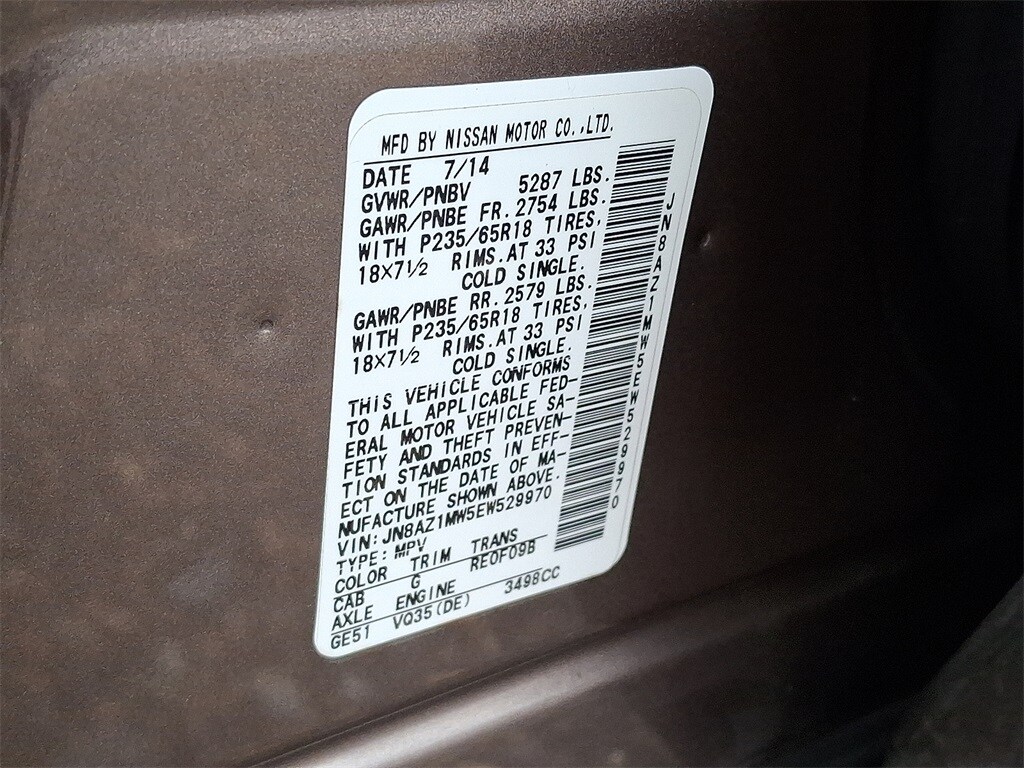 MFD BY NISSAN MOTOR CO.,LTD.
DATE 7/14
GVWR/PNBV 5287 LBS.
GAWR/PNBE FR. 2754 LBS.
WITH P235/65R18 TIRES,
18×7½ RIMS. AT 33 PSI
COLD SINGLE.
GAWR/PNBE RR. 2579 LBS.
WITH P235/65R18 TIRES,
18×7½ RIMS. AT 33 PSI
COLD SINGLE.
THIS VEHICLE CONFORMS
TO ALL APPLICABLE FED-
ERAL MOTOR VEHICLE SA-
FETY AND THEFT PREVEN-
TION STANDARDS IN EFF-
ECT ON THE DATE OF MA-
NUFACTURE SHOWN ABOVE.
VIN: JN8AZ1MW5EW529970
TYPE: MPV
COLOR TRIM TRANS
CAB G RE0F09B
AXLE ENGINE
GE51 VQ35(DE) 3498CC
JN8AZ1MW5EW529970